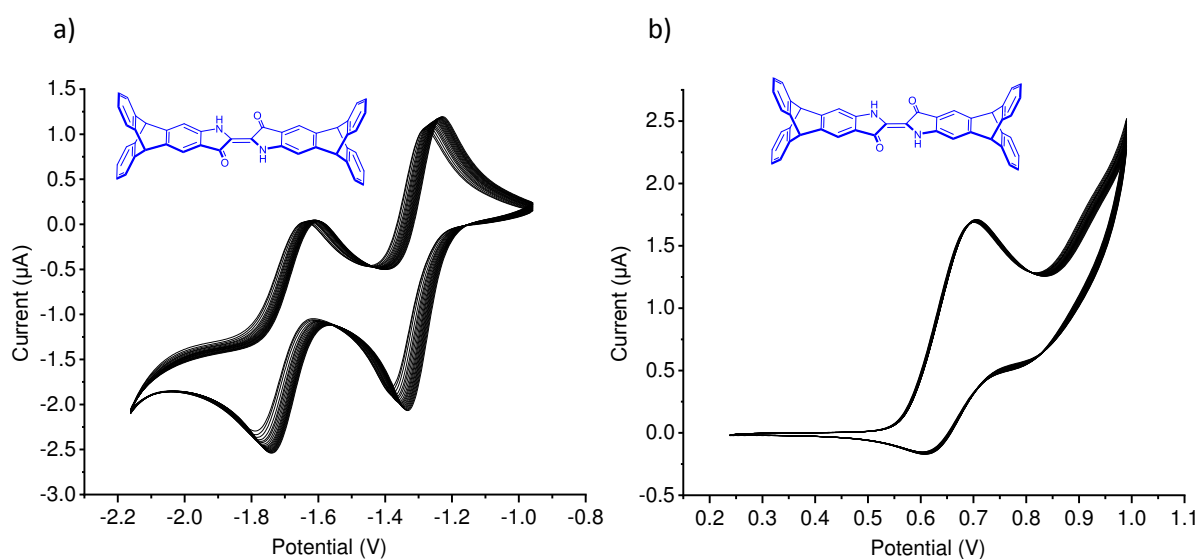 a)
b)
1.5
1.0
0.5
0.0
-0.5
-1.0
-1.5
-2.0
-2.5
-3.0
Current (µA)
-2.2 -2.0 -1.8 -1.6 -1.4 -1.2 -1.0 -0.8
Potential (V)
NH
O
O
N
H
2.5
2.0
1.5
1.0
0.5
0.0
-0.5
Current (µA)
0.2 0.3 0.4 0.5 0.6 0.7 0.8 0.9 1.0 1.1
Potential (V)
H
N
O
O
N
H